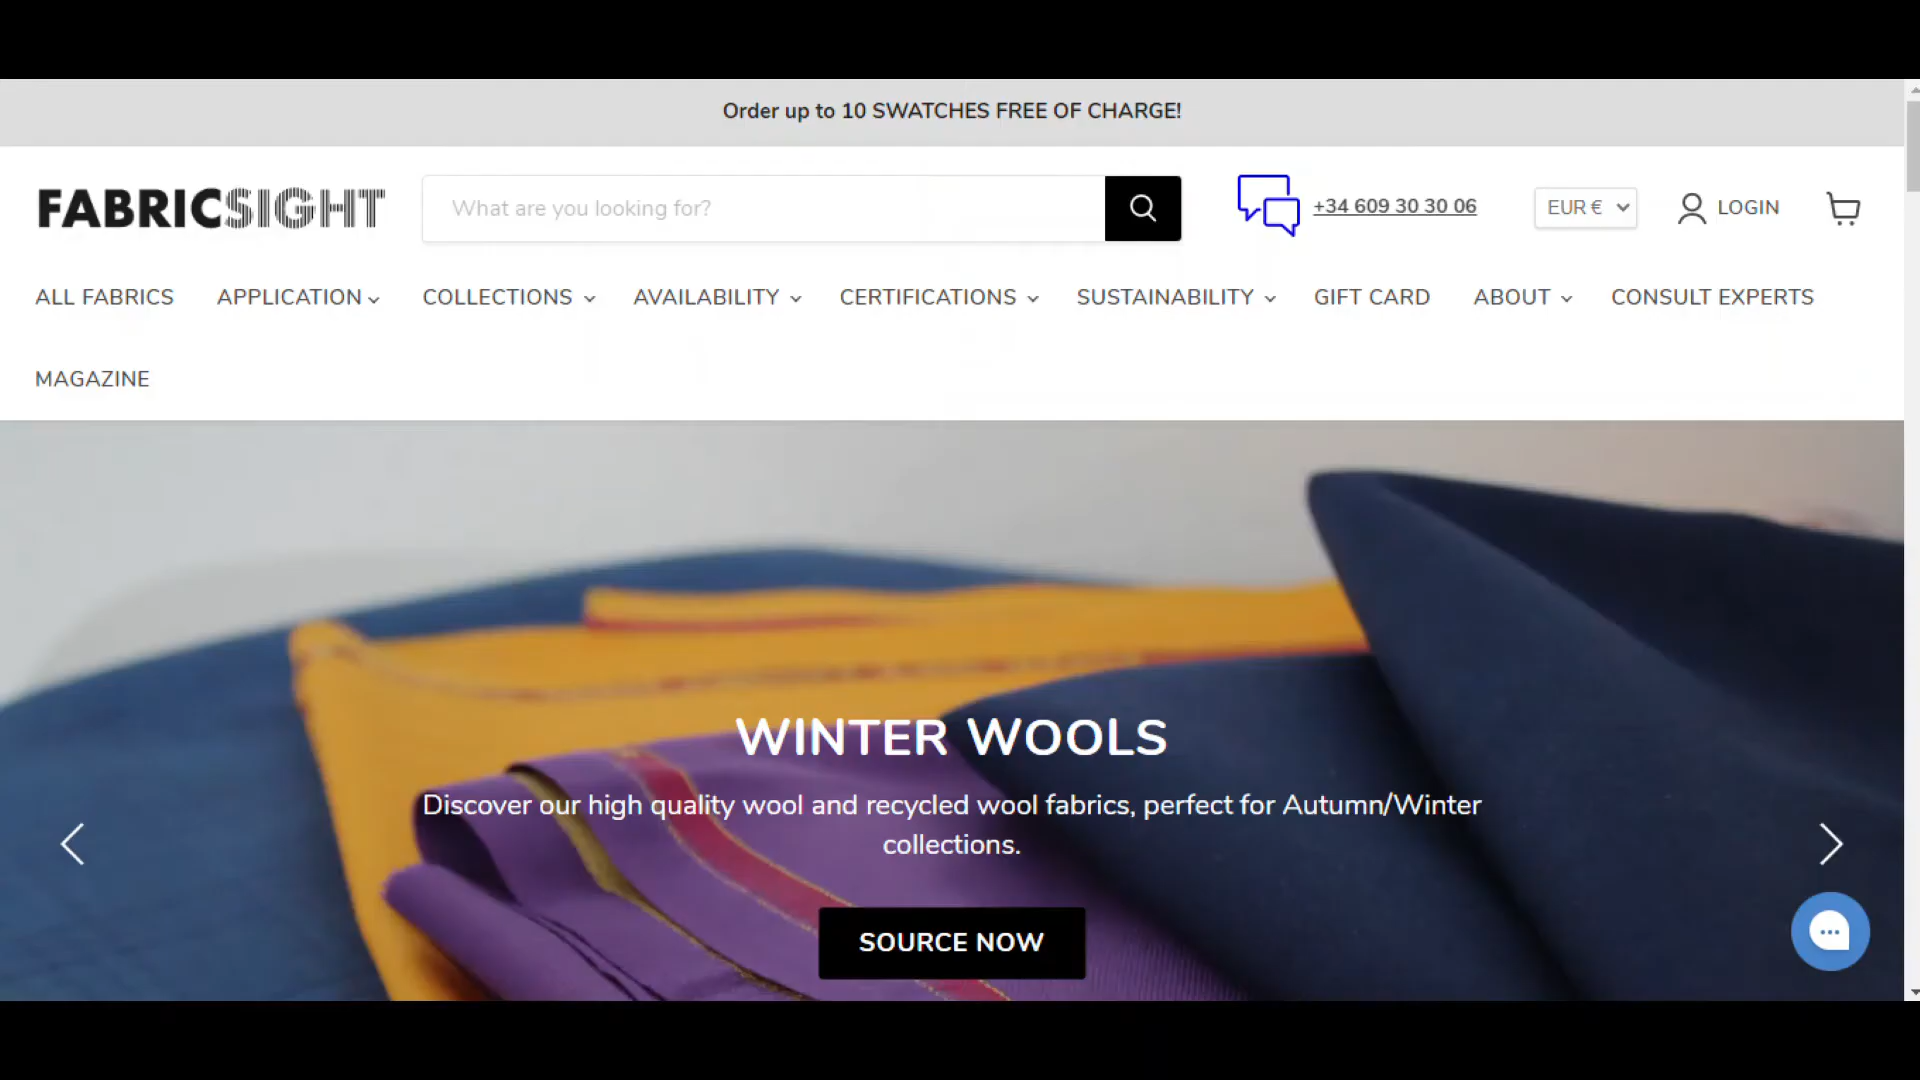 Order up to 10 SWATCHES FREE OF CHARGE!
FABRICSIGHT
What are you looking for?
+34 609 30 30 06
EUR €
LOGIN
ALL FABRICS
APPLICATION
COLLECTIONS
AVAILABILITY
CERTIFICATIONS
SUSTAINABILITY
GIFT CARD
ABOUT
CONSULT EXPERTS
MAGAZINE
WINTER WOOLS
Discover our high quality wool and recycled wool fabrics, perfect for Autumn/Winter
collections.
SOURCE NOW